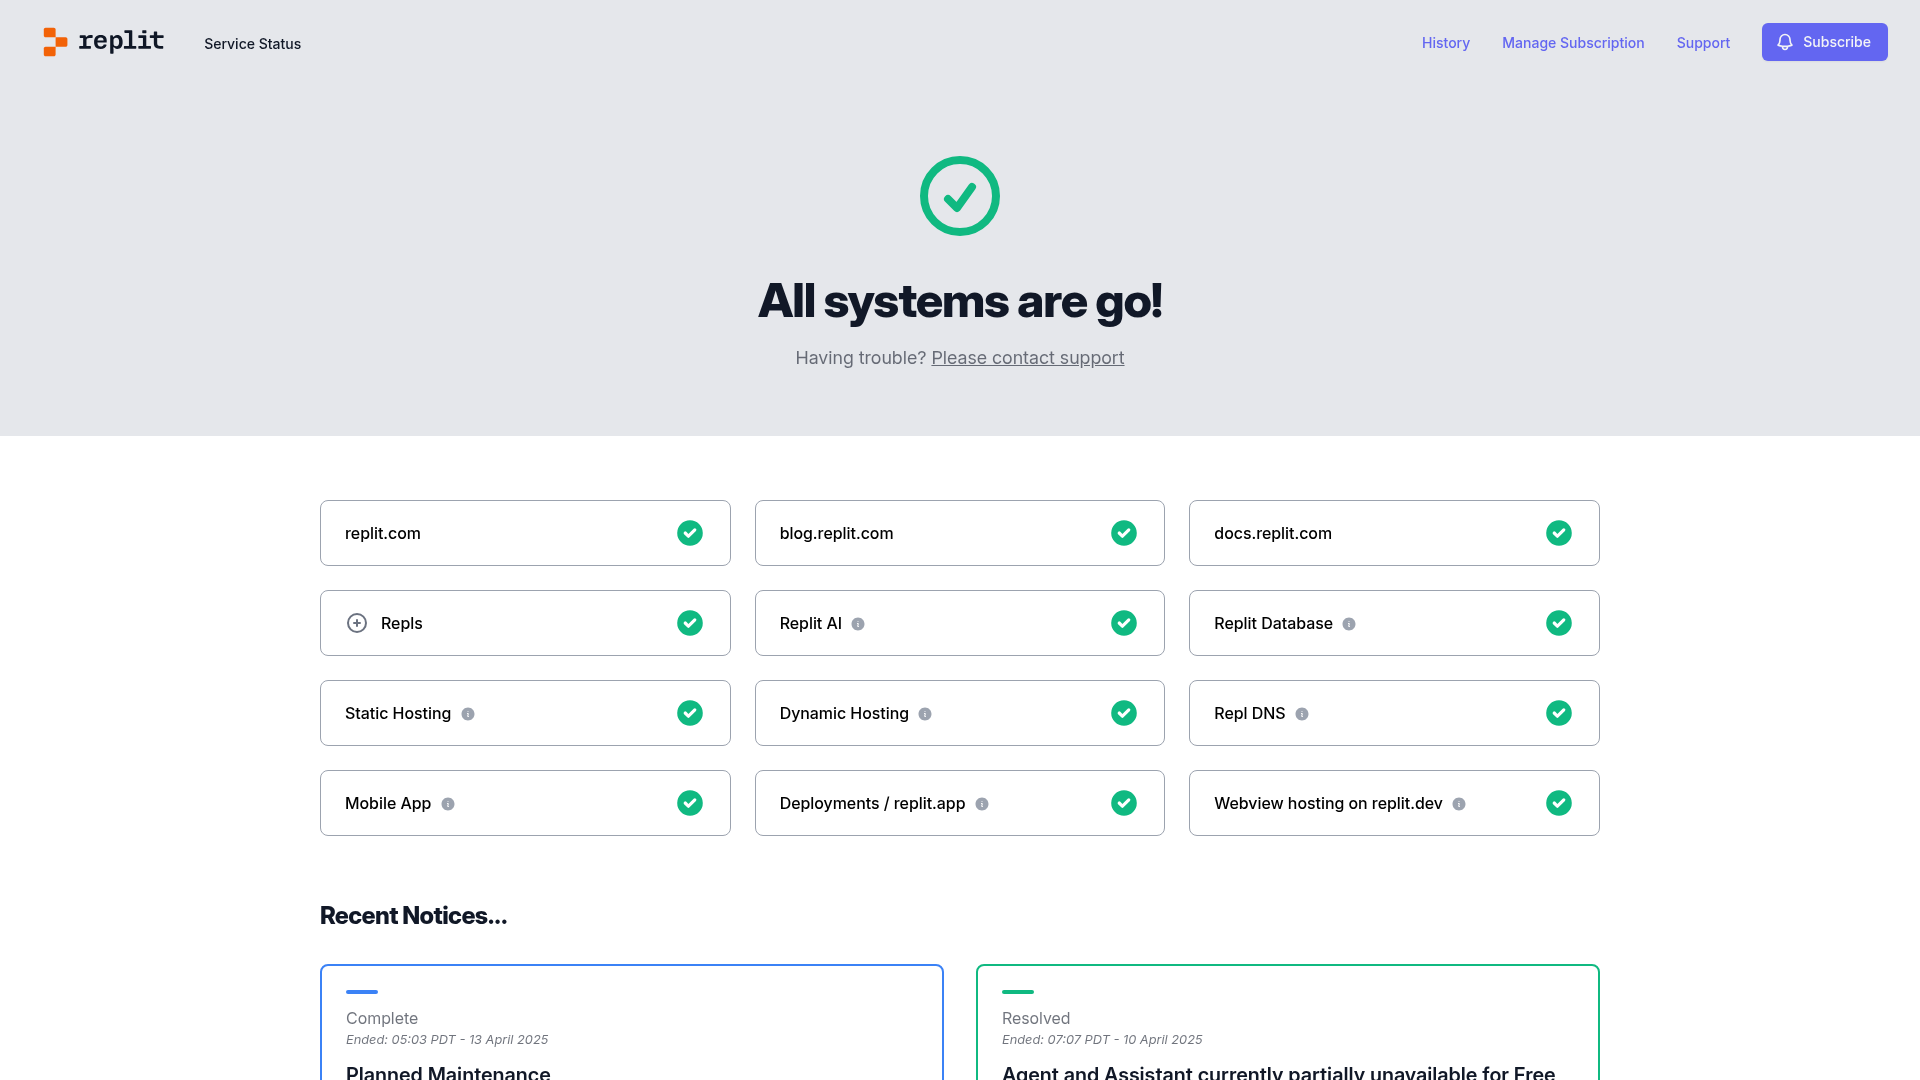 replit
Service Status
History
Manage Subscription
Support
Subscribe
All systems are go!
Having trouble? Please contact support
replit.com
blog.replit.com
docs.replit.com
Repls
Replit AI
Replit Database
Static Hosting
Dynamic Hosting
Repl DNS
Mobile App
Deployments / replit.app
Webview hosting on replit.dev
Recent Notices...
Complete
Ended: 05:03 PDT - 13 April 2025
Planned Maintenance
Resolved
Ended: 07:07 PDT - 10 April 2025
Agent and Assistant currently partially unavailable for Free